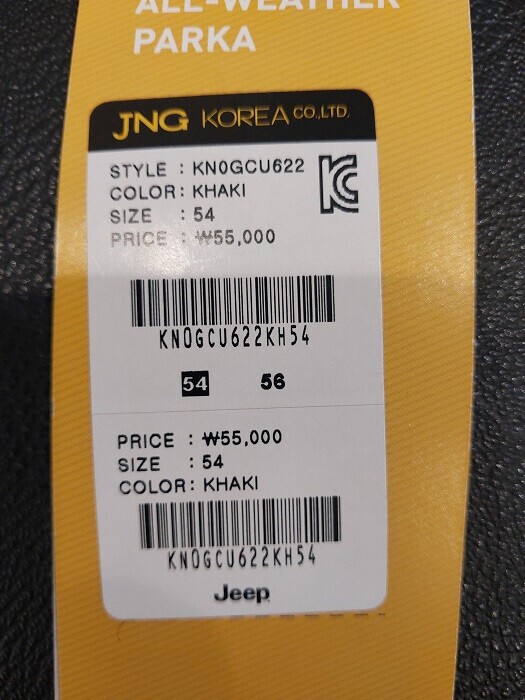 ALL-WEATHER
PARKA
JNG KOREA CO.,LTD.
STYLE : KN0GCU622
COLOR: KHAKI
SIZE : 54
PRICE : ₩55,000
KN0GCU622KH54
54 56
PRICE : ₩55,000
SIZE : 54
COLOR: KHAKI
KN0GCU622KH54
Jeep